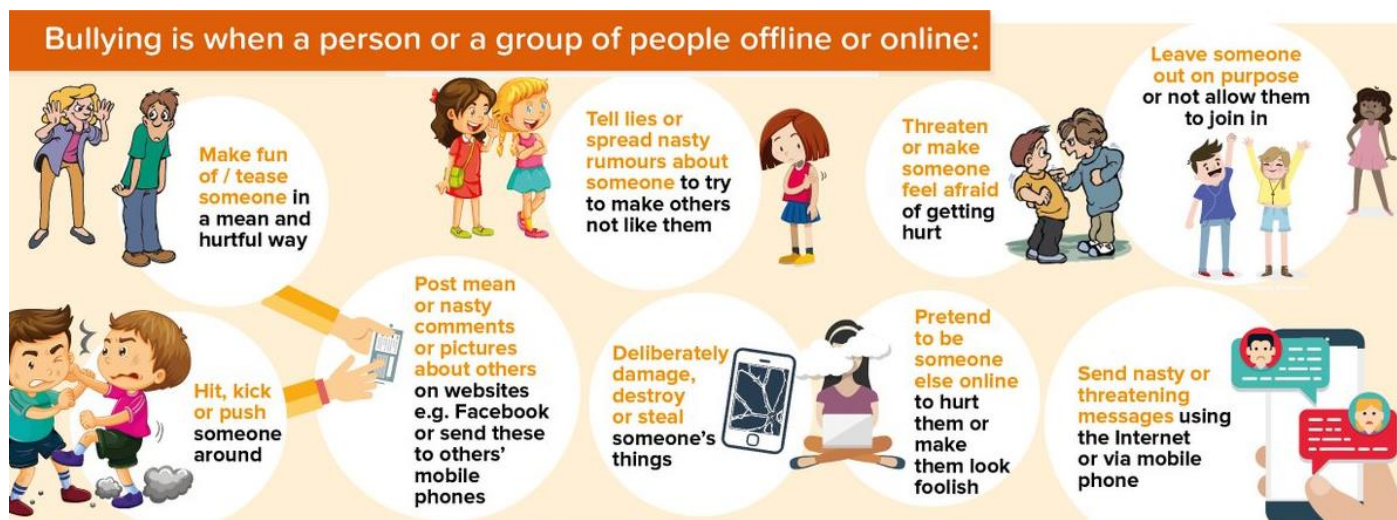 Bullying is when a person or a group of people offline or online:
Make fun
of / tease
someone in
a mean and
hurtful way
Tell lies or
spread nasty
rumours about
someone to try
to make others
not like them
Threaten
or make
someone
feel afraid
of getting
hurt
Leave someone
out on purpose
or not allow them
to join in
Hit, kick
or push
someone
around
Post mean
or nasty
comments
or pictures
about others
on websites
e.g. Facebook
or send these
to others'
mobile
phones
Deliberately
damage,
destroy
or steal
someone's
things
Pretend
to be
someone
else online
to hurt
them or
make
them look
foolish
Send nasty or
threatening
messages using
the Internet
or via mobile
phone